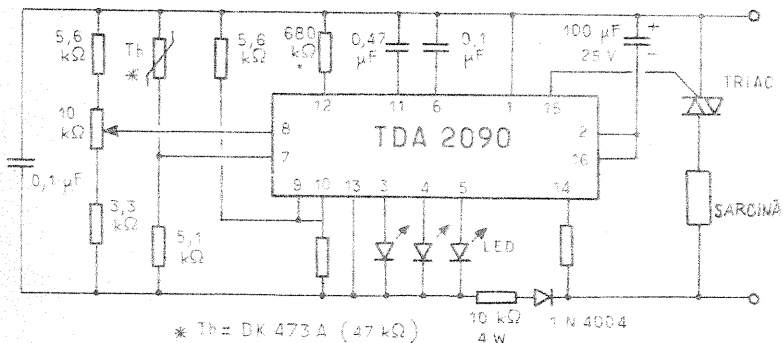 5,6 kΩ
Th
*
5,6 kΩ
680 kΩ
*
0,47 µF
0,1 µF
100 µF
25 V
+
-
TRIAC
10 kΩ
12
11
6
1
15
8
TDA 2090
2
7
16
0,1 µF
9
10
13
3
4
5
14
SARCINĂ
3,3 kΩ
5,1 kΩ
LED
10 kΩ
4W
1N4004
* Th = DK 473 A (47 kΩ)